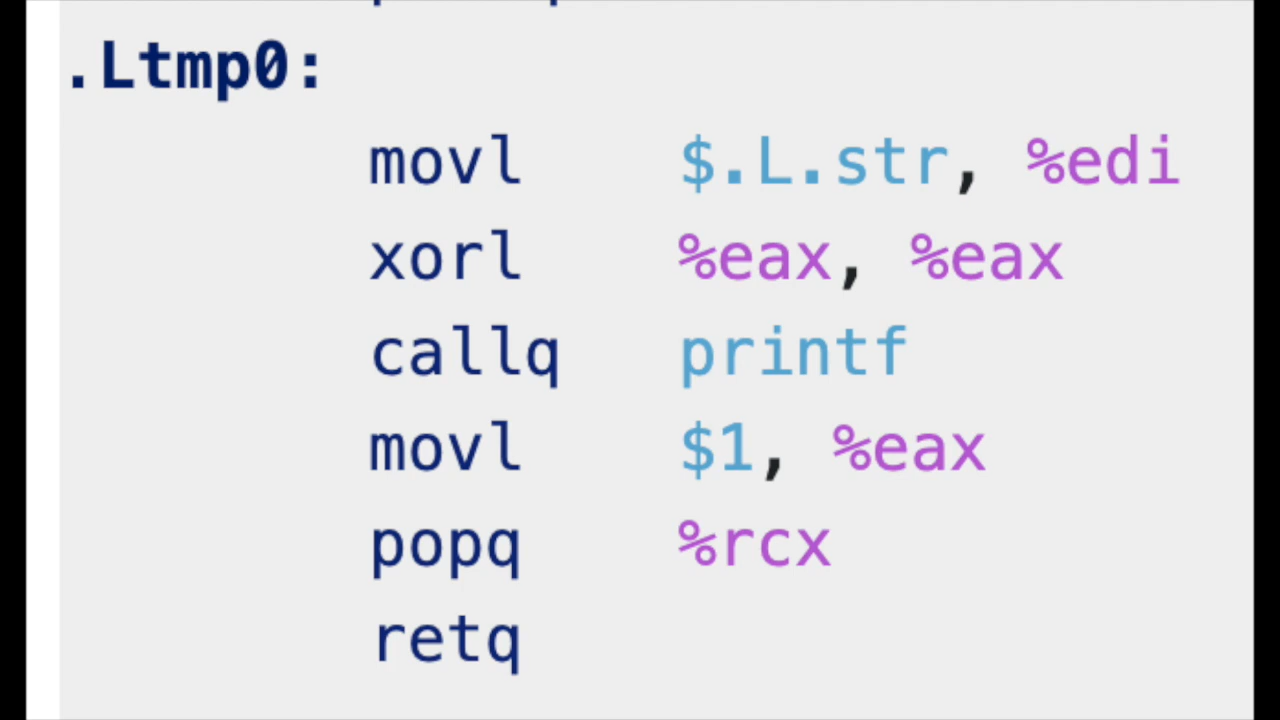 .Ltmp0:
movl $.L.str, %edi
xorl %eax, %eax
callq printf
movl $1, %eax
popq %rcx
retq